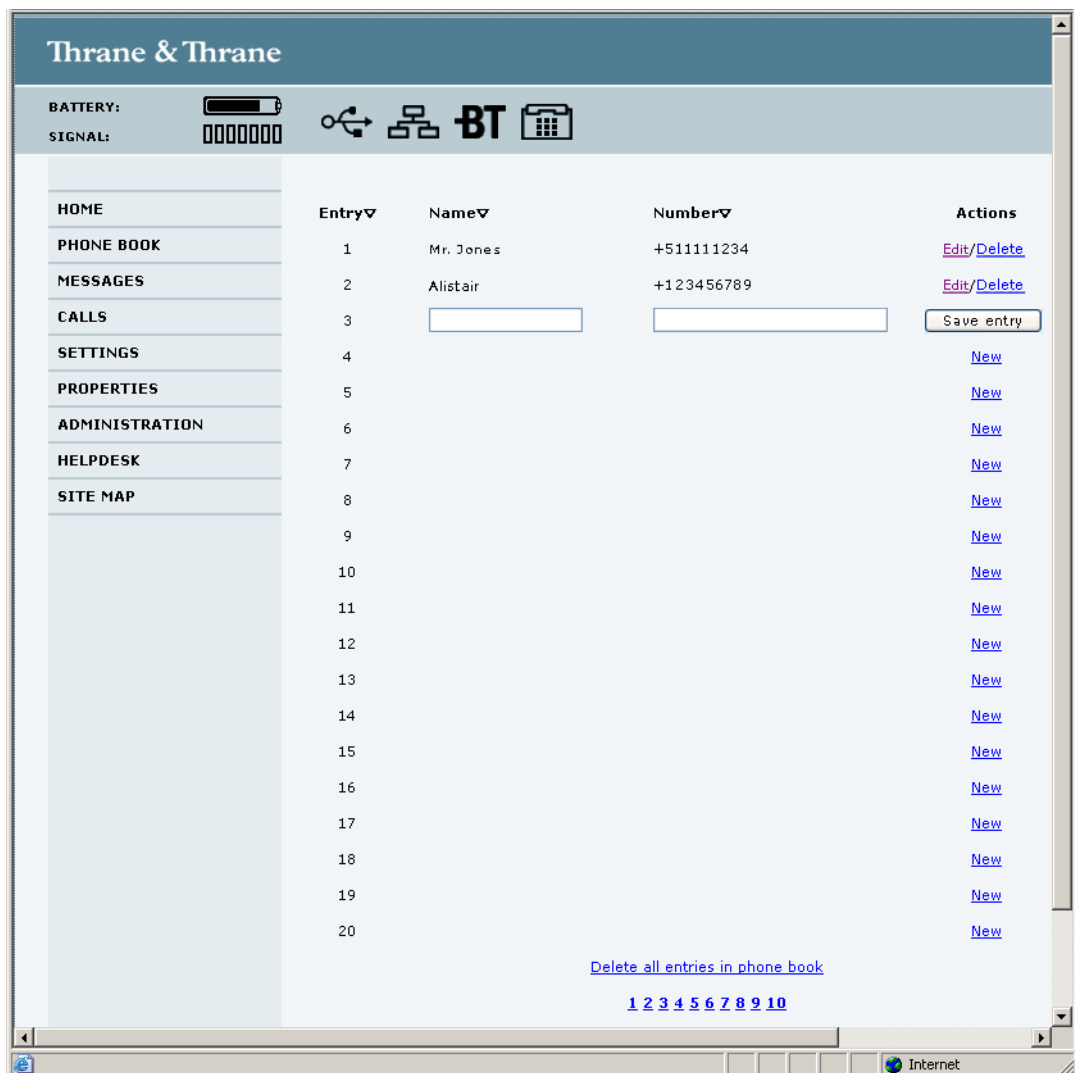 Thrane & Thrane
BATTERY:
SIGNAL:
BT
HOME
PHONE BOOK
MESSAGES
CALLS
SETTINGS
PROPERTIES
ADMINISTRATION
HELPDESK
SITE MAP
Entry Name Number Actions
1 Mr. Jones +511111234 Edit/Delete
2 Alistair +123456789 Edit/Delete
3 Save entry
4 New
5 New
6 New
7 New
8 New
9 New
10 New
11 New
12 New
13 New
14 New
15 New
16 New
17 New
18 New
19 New
20 New
Delete all entries in phone book
1 2 3 4 5 6 7 8 9 10
Internet